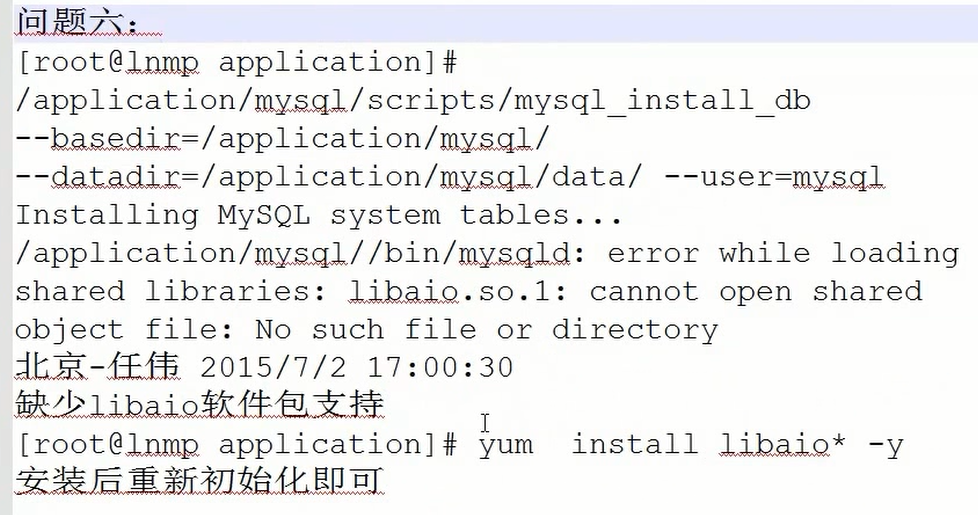 问题六：
[root@lnmp application]#
/application/mysql/scripts/mysql_install_db
--basedir=/application/mysql/
--datadir=/application/mysql/data/ --user=mysql
Installing MySQL system tables...
/application/mysql//bin/mysqld: error while loading
shared libraries: libaio.so.1: cannot open shared
object file: No such file or directory
北京-任伟 2015/7/2 17:00:30
缺少libaio软件包支持
[root@lnmp application]# yum  install libaio* -y
安装后重新初始化即可